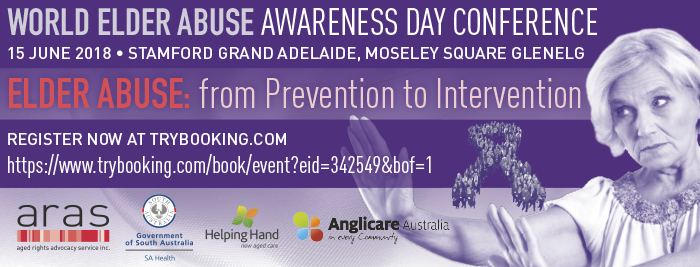 WORLD ELDER ABUSE AWARENESS DAY CONFERENCE
15 JUNE 2018 • STAMFORD GRAND ADELAIDE, MOSELEY SQUARE GLENELG
ELDER ABUSE: from Prevention to Intervention
REGISTER NOW AT TRYBOOKING.COM
https://www.trybooking.com/book/event?eid=342549&bof=1
aras
aged rights advocacy service inc.
SOUTH AUSTRALIA
Government
of South Australia
SA Health
Helping Hand
new aged care
Anglicare Australia
in every Community